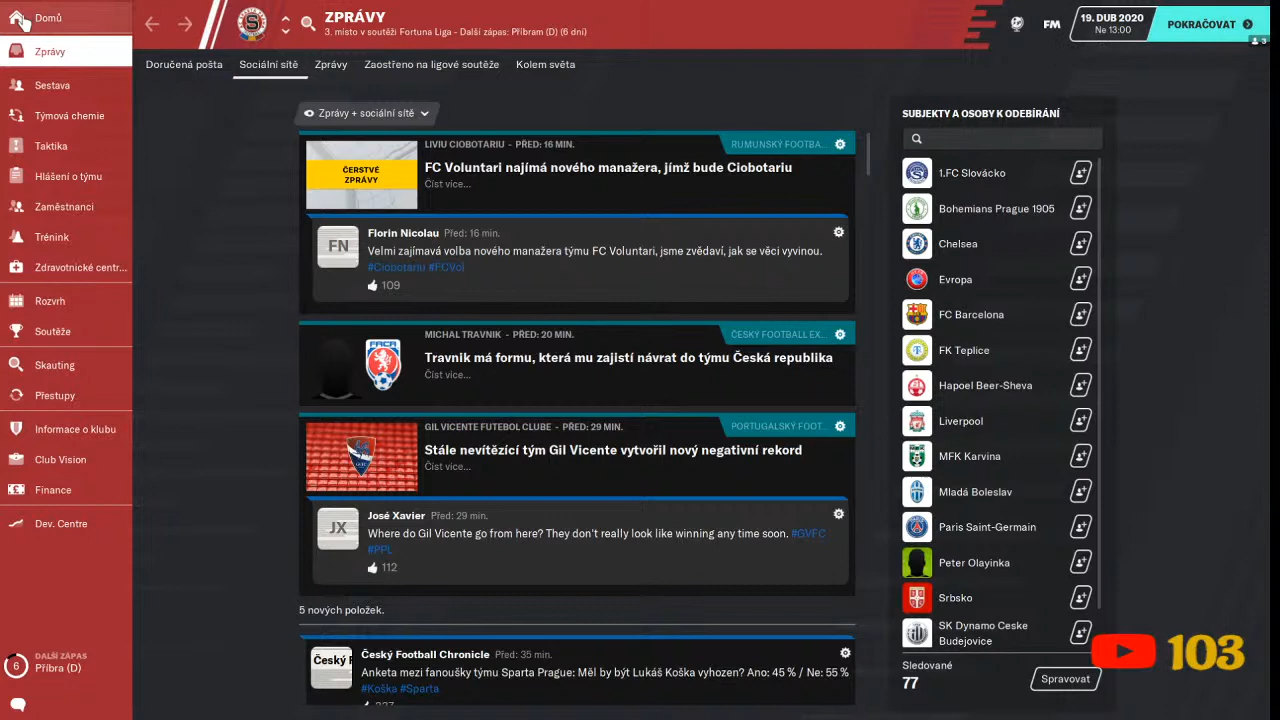 Domů
Zprávy
Sestava
Týmová chemie
Taktika
Hlášení o týmu
Zaměstnanci
Trénink
Zdravotnické centr...
Rozvrh
Soutěže
Skauting
Přestupy
Informace o klubu
Club Vision
Finance
Dev. Centre
6
DALŠÍ ZÁPAS
Příbra (D)
ZPRÁVY
3. místo v soutěži Fortuna Liga - Další zápas: Příbram (D) (6 dní)
FM
19. DUB 2020
Ne 13:00
POKRAČOVAT
3
Doručená pošta
Sociální sítě
Zprávy
Zaostřeno na ligové soutěže
Kolem světa
Zprávy + sociální sítě
ČERSTVÉ
ZPRÁVY
LIVIU CIOBOTARIU - PŘED: 16 MIN.
RUMUNSKÝ FOOTBA...
FC Voluntari najímá nového manažera, jímž bude Ciobotariu
Číst více...
FN
Florin Nicolau Před: 16 min.
Velmi zajímavá volba nového manažera týmu FC Voluntari, jsme zvědaví, jak se věci vyvinou.
#Ciobotariu #FCVol
109
MICHAL TRAVNIK - PŘED: 20 MIN.
ČESKÝ FOOTBALL EX...
FACR
Travnik má formu, která mu zajistí návrat do týmu Česká republika
Číst více...
GIL VICENTE FUTEBOL CLUBE - PŘED: 29 MIN.
PORTUGALSKÝ FOOT...
Stále nevítězící tým Gil Vicente vytvořil nový negativní rekord
Číst více...
JX
José Xavier Před: 29 min.
Where do Gil Vicente go from here? They don't really look like winning any time soon. #GVFC
#PPL
112
5 nových položek.
Český F
Český Football Chronicle Před: 35 min.
Anketa mezi fanoušky týmu Sparta Prague: Měl by být Lukáš Koška vyhozen? Ano: 45 % / Ne: 55 %
#Koška #Sparta
SUBJEKTY A OSOBY K ODEBÍRÁNÍ
1.FC Slovácko
Bohemians Prague 1905
Chelsea
Evropa
FC Barcelona
FK Teplice
Hapoel Beer-Sheva
Liverpool
MFK Karvina
Mladá Boleslav
Paris Saint-Germain
Peter Olayinka
Srbsko
SK Dynamo Ceske
Budejovice
Sledované
77
Spravovat
103